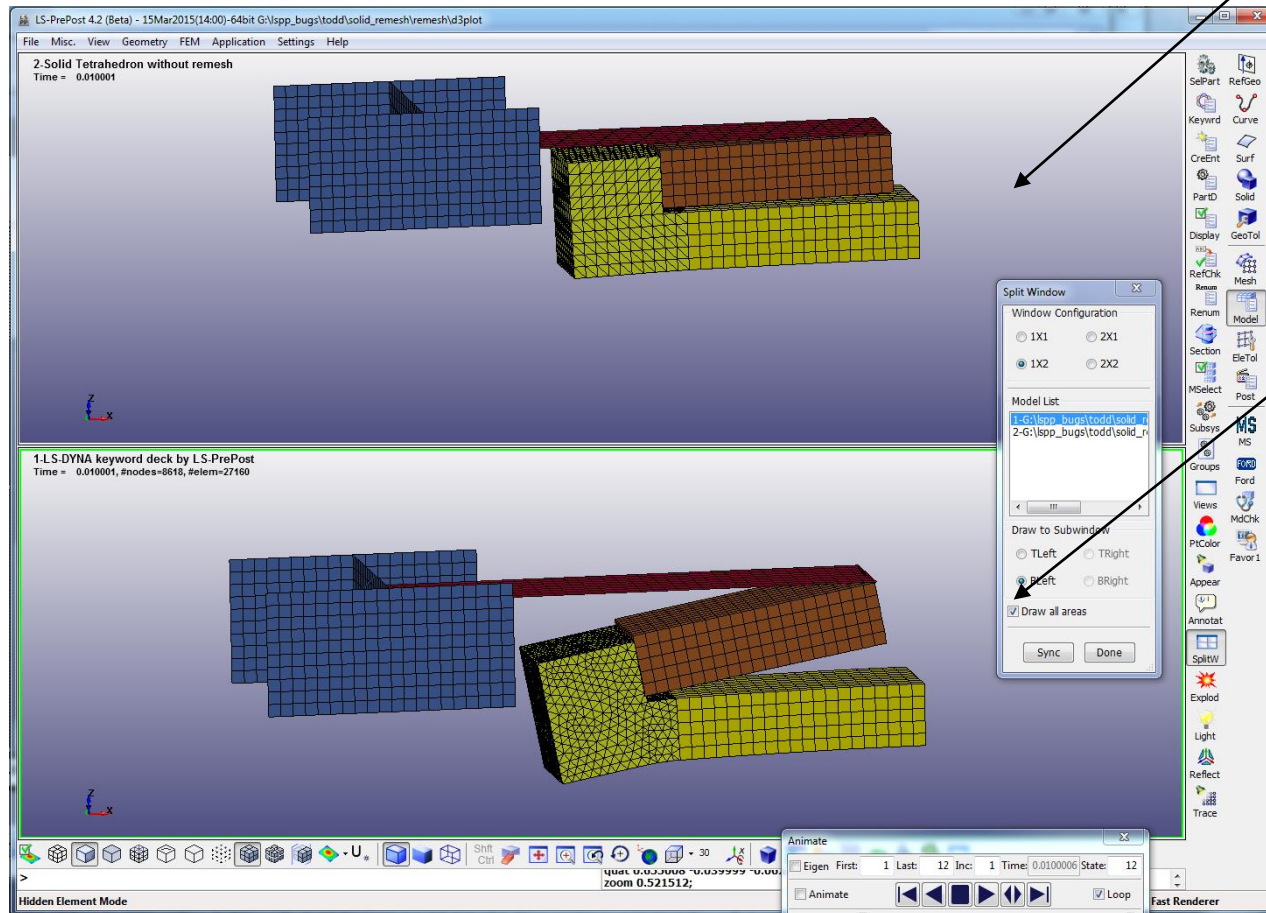 LS-PrePost 4.2 (Beta) - 15Mar2015(14:00)-64bit G:\lspp_bugs\todd\solid_remesh\remesh\d3plot
File Misc. View Geometry FEM Application Settings Help
2-Solid Tetrahedron without remesh
Time = 0.010001
Z
X
1-LS-DYNA keyword deck by LS-PrePost
Time = 0.010001, #nodes=8618, #elem=27160
Z
X
Split Window
Window Configuration
1X1 2X1
1X2 2X2
Model List
1-G:\lspp_bugs\todd\solid_r
2-G:\lspp_bugs\todd\solid_r
Draw to Subwindow
TLeft TRight
BLeft BRight
Draw all areas
Sync Done
SelPart RefGeo
Keywrd Curve
CreEnt Surf
PartD Solid
Display GeoTol
RefChk Mesh
Renum
Renum Model
Section EleTol
MSelect Post
Subsys MS
MS
Groups FORD
Ford
Views MdChk
PtColor Favor1
Appear
Annotat
SplitW
Explod
Light
Reflect
Trace
U
Shft
Ctrl
30
>
zoom 0.521512;
Animate
Eigen First: 1 Last: 12 Inc: 1 Time: 0.0100006 State: 12
Animate Loop
Hidden Element Mode
Fast Renderer